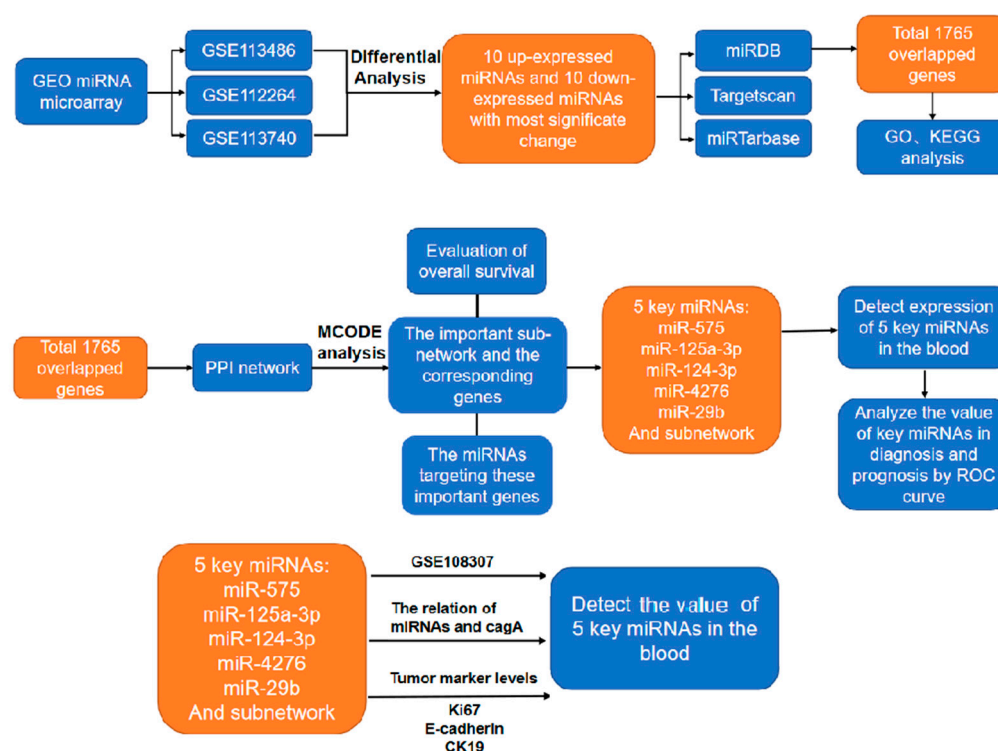 GEO miRNA
microarray
GSE113486
GSE112264
GSE113740
Differential
Analysis
10 up-expressed
miRNAs and 10 down-
expressed miRNAs
with most significate
change
miRDB
Targetscan
miRTarbase
Total 1765
overlapped
genes
GO、KEGG
analysis
Total 1765
overlapped
genes
PPI network
MCODE
analysis
Evaluation of
overall survival
The important sub-
network and the
corresponding
genes
The miRNAs
targeting these
important genes
5 key miRNAs:
miR-575
miR-125a-3p
miR-124-3p
miR-4276
miR-29b
And subnetwork
Detect expression
of 5 key miRNAs
in the blood
Analyze the value
of key miRNAs in
diagnosis and
prognosis by ROC
curve
5 key miRNAs:
miR-575
miR-125a-3p
miR-124-3p
miR-4276
miR-29b
And subnetwork
GSE108307
The relation of
miRNAs and cagA
Tumor marker levels
Ki67
E-cadherin
CK19
Detect the value of
5 key miRNAs in the
blood